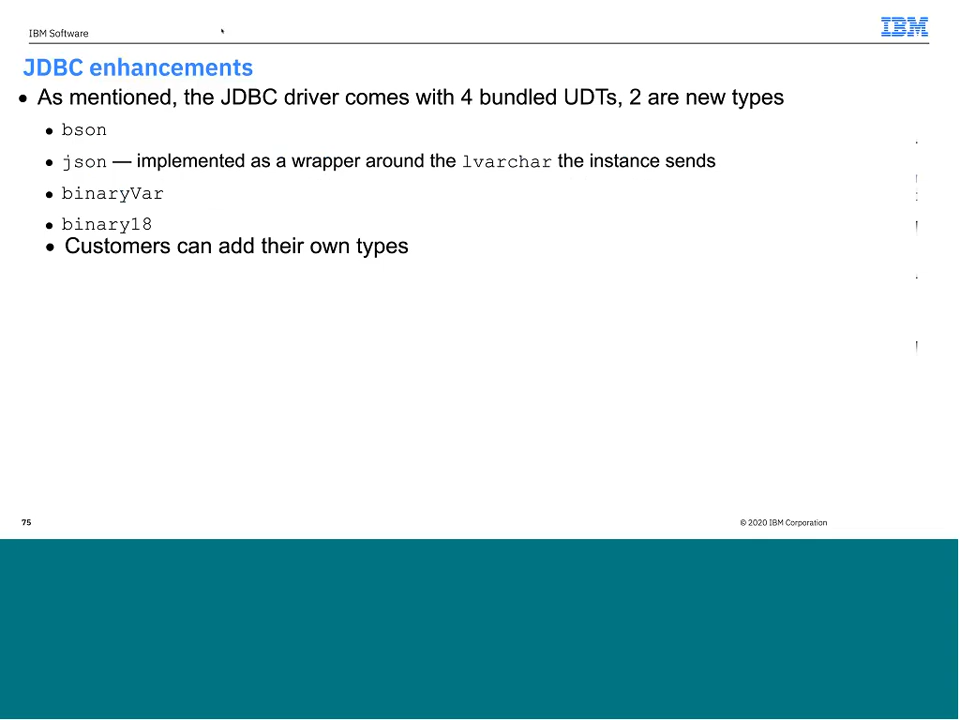 IBM Software
IBM
JDBC enhancements
• As mentioned, the JDBC driver comes with 4 bundled UDTs, 2 are new types
• bson
• json — implemented as a wrapper around the lvarchar the instance sends
• binaryVar
• binary18
• Customers can add their own types
75
© 2020 IBM Corporation